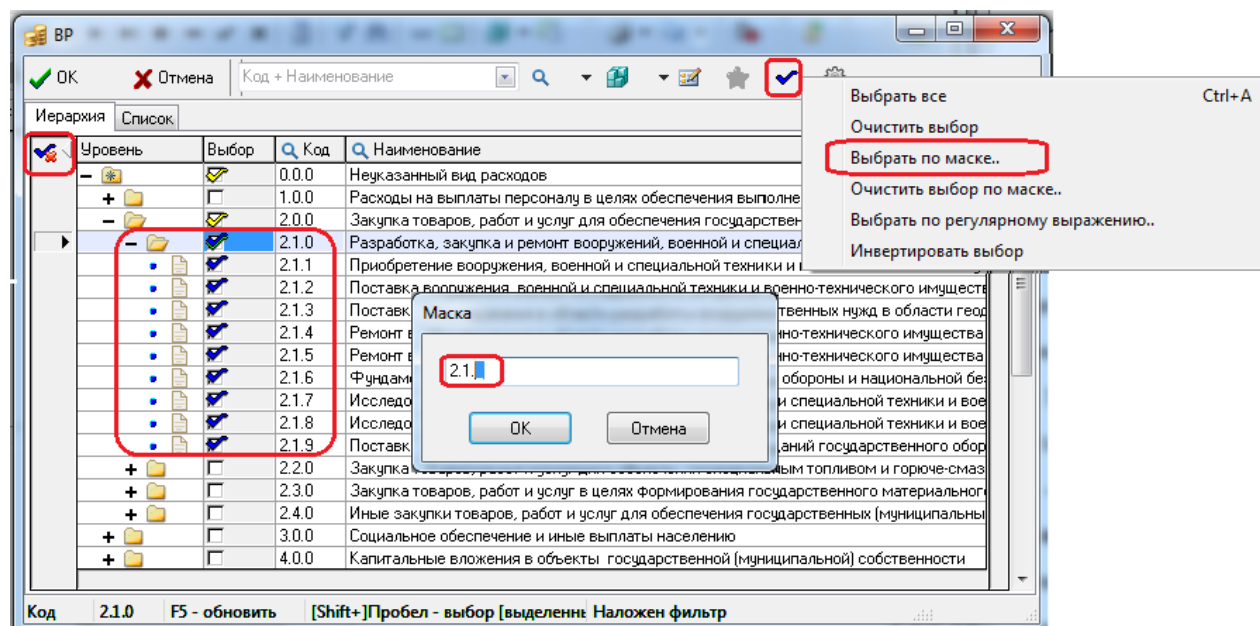 ВР
OK Отмена Код + Наименование
Иерархия Список
Уровень Выбор Код Наименование
0.0.0 Неуказанный вид расходов
1.0.0 Расходы на выплаты персоналу в целях обеспечения выполне
2.0.0 Закупка товаров, работ и услуг для обеспечения государствен
2.1.0 Разработка, закупка и ремонт вооружений, военной и специал
2.1.1 Приобретение вооружения, военной и специальной техники и
2.1.2 Поставка вооружения, военной и специальной техники и военно-технического имуществ
2.1.3 Поставк твенных нужд в области геод
2.1.4 Ремонт в нно-технического имущества
2.1.5 Ремонт в нно-технического имущества
2.1.6 Фундам обороны и национальной бе
2.1.7 Исследо и специальной техники и вое
2.1.8 Исследо и специальной техники и вое
2.1.9 Поставк аний государственного обор
2.2.0 Закупка ным топливом и горюче-смаз
2.3.0 Закупка товаров, работ и услуг в целях формирования государственного материальног
2.4.0 Иные закупки товаров, работ и услуг для обеспечения государственных (муниципальны
3.0.0 Социальное обеспечение и иные выплаты населению
4.0.0 Капитальные вложения в объекты государственной (муниципальной) собственности
Код 2.1.0 F5 - обновить [Shift+]Пробел - выбор [выделенны Наложен фильтр
Выбрать все Ctrl+A
Очистить выбор
Выбрать по маске..
Очистить выбор по маске..
Выбрать по регулярному выражению..
Инвертировать выбор
Маска
2.1.
OK Отмена